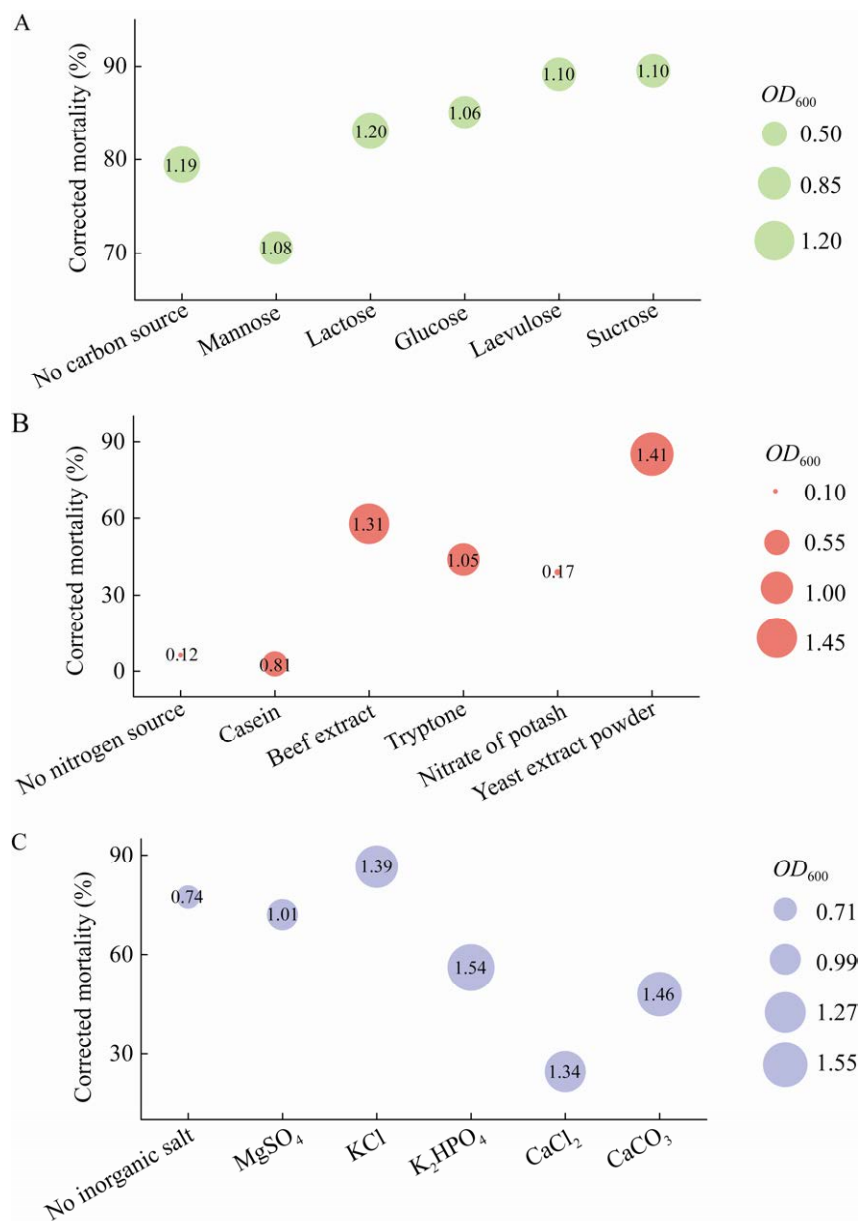 A
Corrected mortality (%)
90
80
70
1.19
1.08
1.20
1.06
1.10
1.10
No carbon source
Mannose
Lactose
Glucose
Laevulose
Sucrose
OD₆₀₀
0.50
0.85
1.20
B
Corrected mortality (%)
90
60
30
0
0.12
0.81
1.31
1.05
0.17
1.41
No nitrogen source
Casein
Beef extract
Tryptone
Nitrate of potash
Yeast extract powder
OD₆₀₀
0.10
0.55
1.00
1.45
C
Corrected mortality (%)
90
60
30
0.74
1.01
1.39
1.54
1.34
1.46
No inorganic salt
MgSO₄
KCl
K₂HPO₄
CaCl₂
CaCO₃
OD₆₀₀
0.71
0.99
1.27
1.55